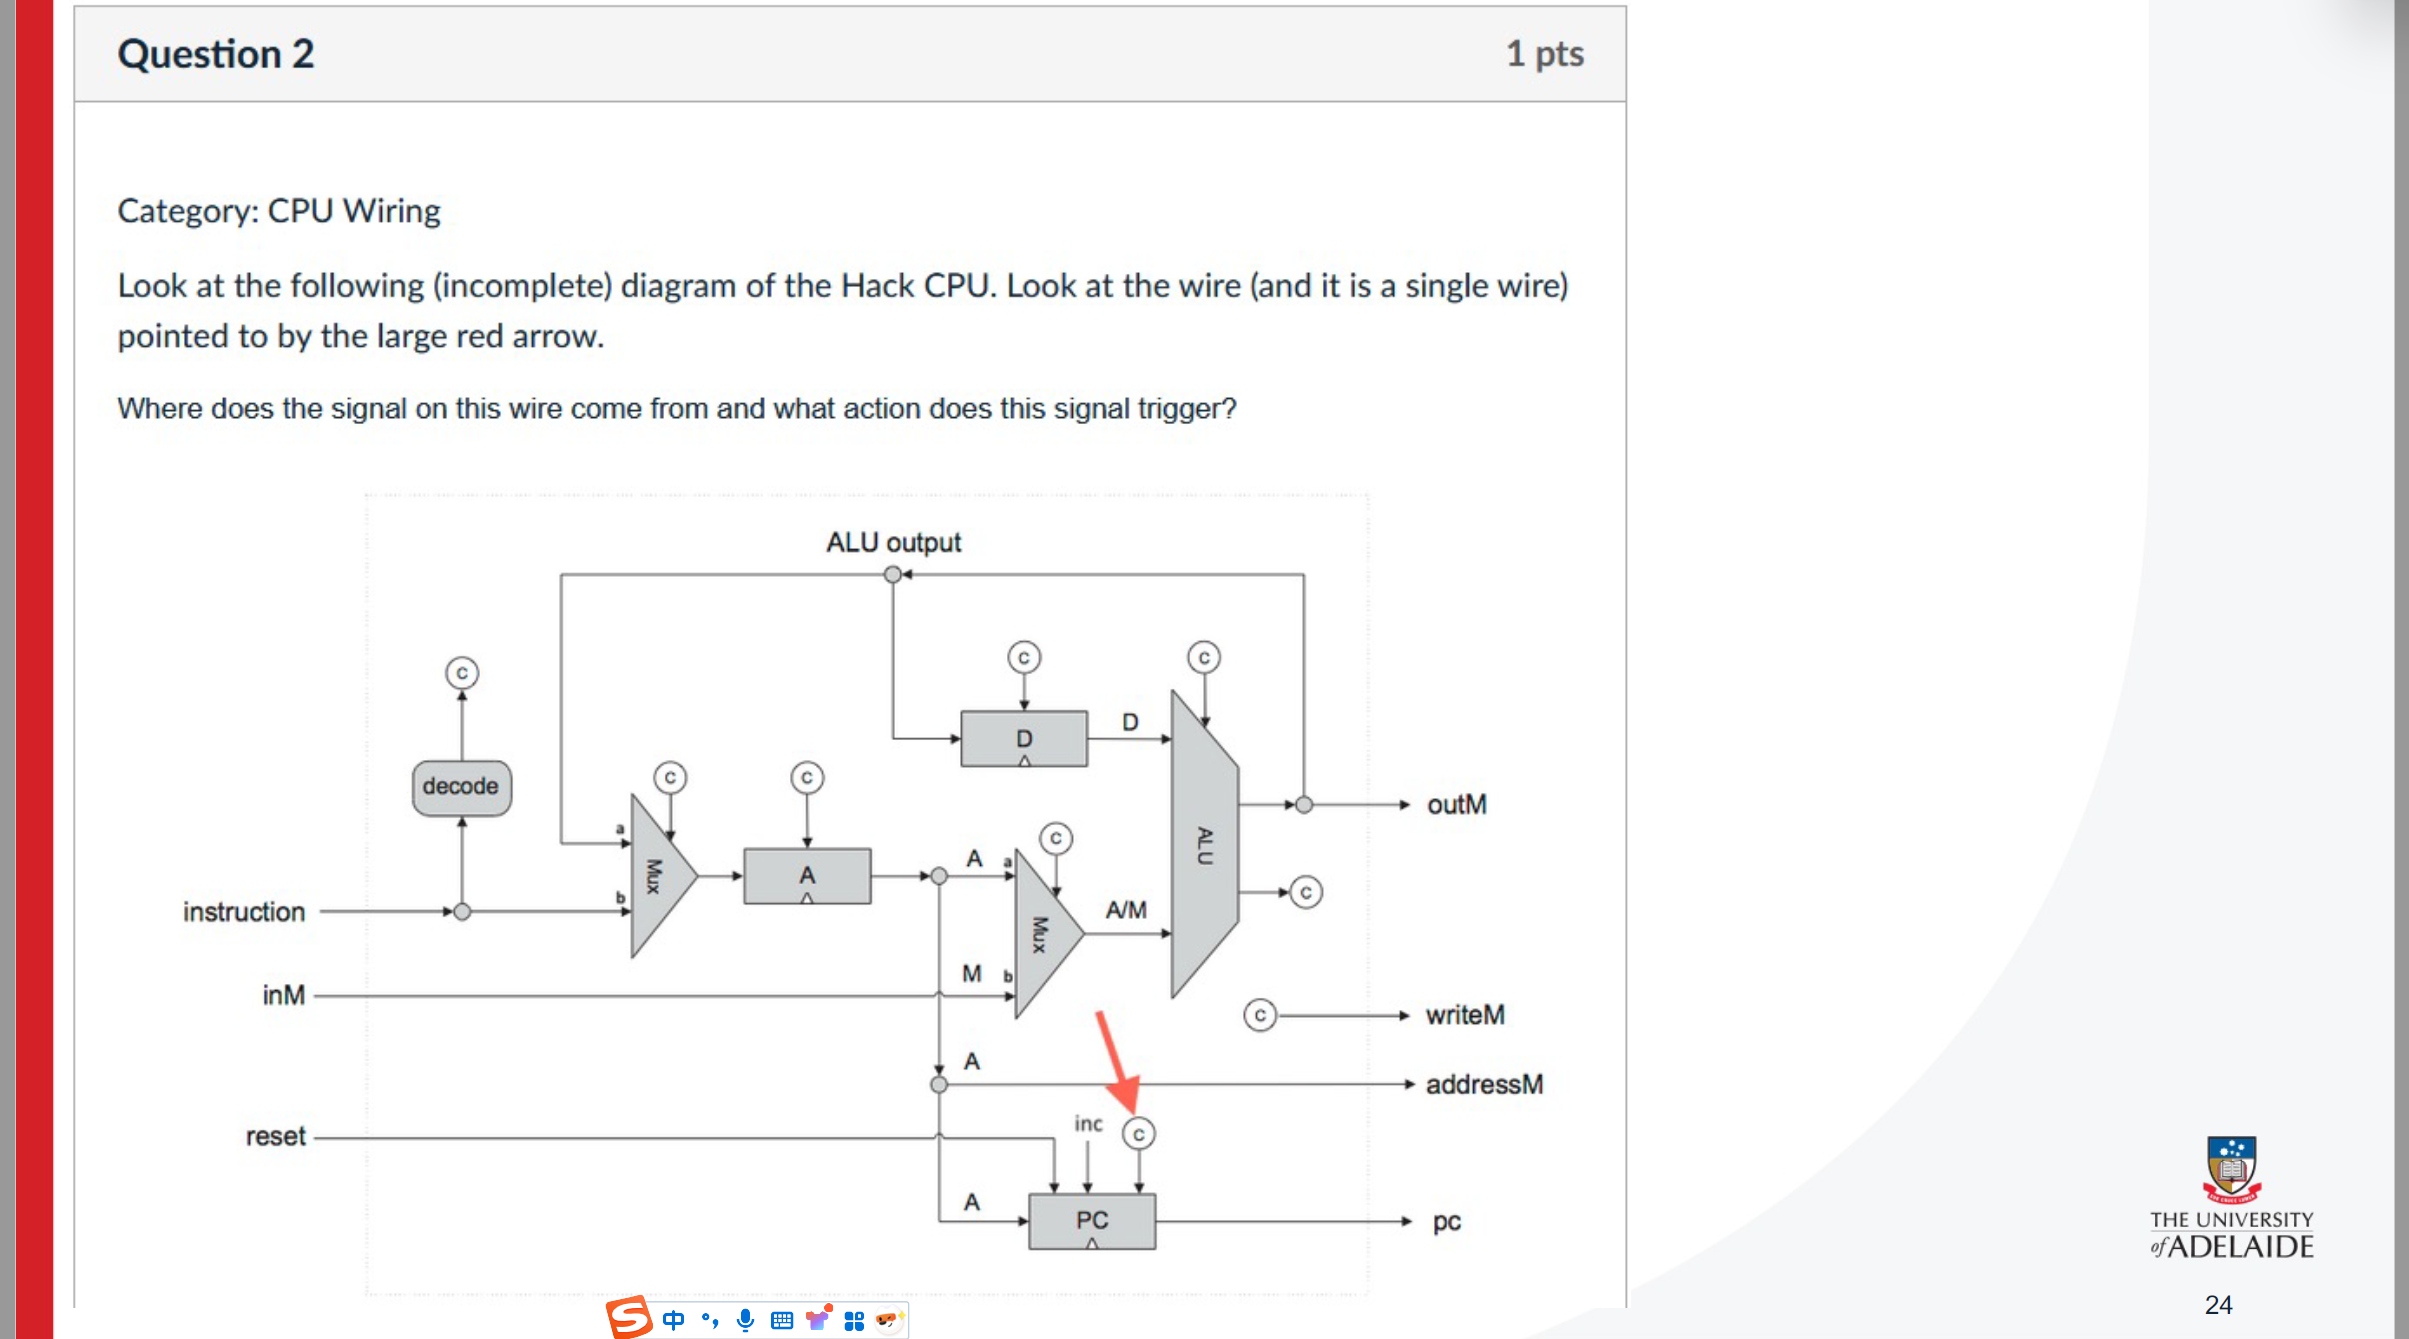 Question 2
1 pts
Category: CPU Wiring
Look at the following (incomplete) diagram of the Hack CPU. Look at the wire (and it is a single wire)
pointed to by the large red arrow.
Where does the signal on this wire come from and what action does this signal trigger?
ALU output
c
c
c
D
D
decode
c
c
a
Mux
b
A
A
a
c
Mux
M
b
A/M
ALU
outM
c
instruction
inM
c
writeM
A
addressM
reset
inc
c
A
PC
pc
中
THE UNIVERSITY
of ADELAIDE
24